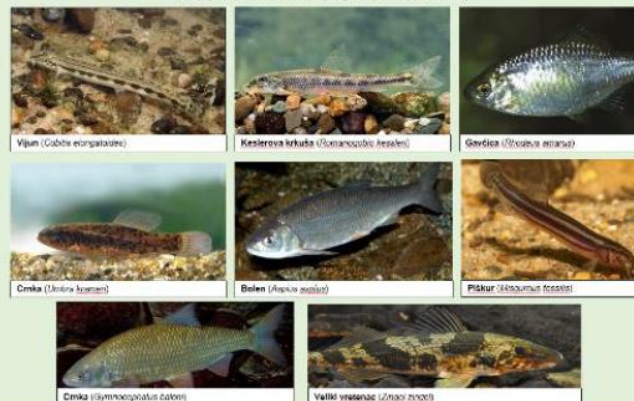 Vijun (Cobitis elongatoides)
Keslerova krkuša (Romanogobio kessleri)
Gavčica (Rhodeus amarus)
Crnka (Umbra krameri)
Bolen (Aspius aspius)
Piškur (Misgurnus fossilis)
Crnka (Gymnocephalus baloni)
Veliki vretenac (Zingel zingel)